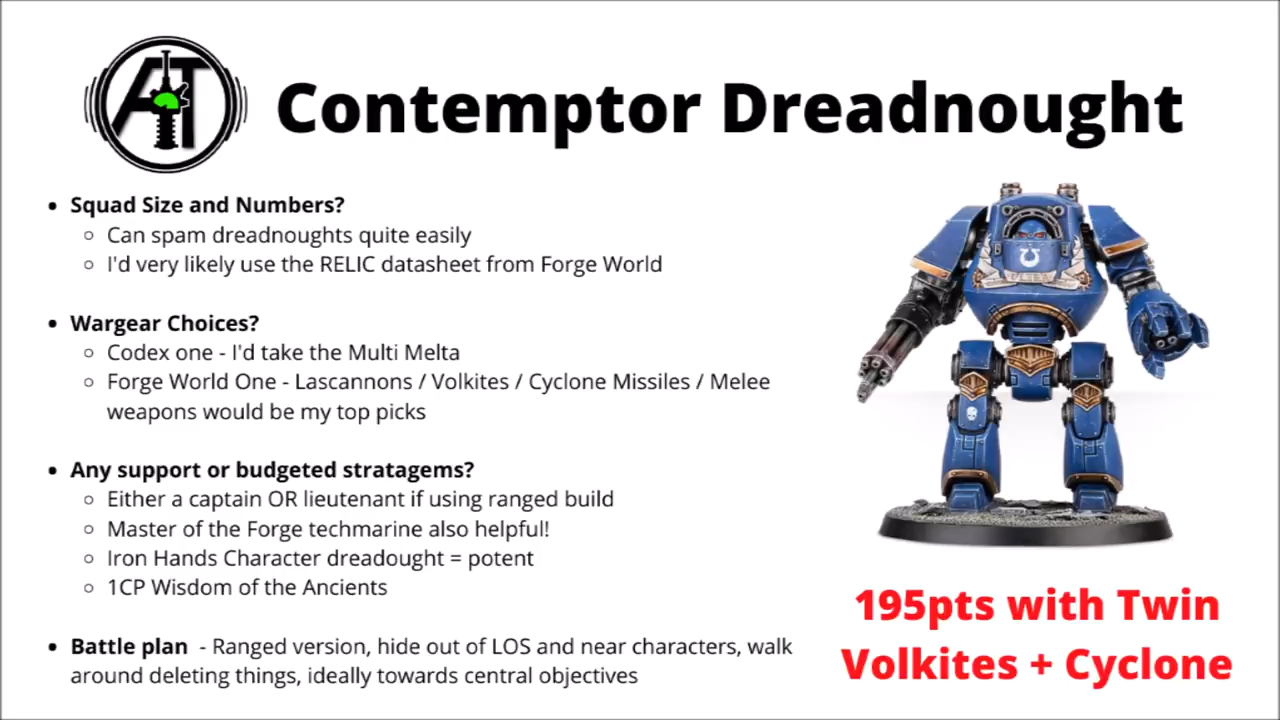 AT
Contemptor Dreadnought
• Squad Size and Numbers?
○ Can spam dreadnoughts quite easily
○ I'd very likely use the RELIC datasheet from Forge World
• Wargear Choices?
○ Codex one - I'd take the Multi Melta
○ Forge World One - Lascannons / Volkites / Cyclone Missiles / Melee
weapons would be my top picks
• Any support or budgeted stratagems?
○ Either a captain OR lieutenant if using ranged build
○ Master of the Forge techmarine also helpful!
○ Iron Hands Character dreadought = potent
○ 1CP Wisdom of the Ancients
• Battle plan - Ranged version, hide out of LOS and near characters, walk
around deleting things, ideally towards central objectives
195pts with Twin
Volkites + Cyclone